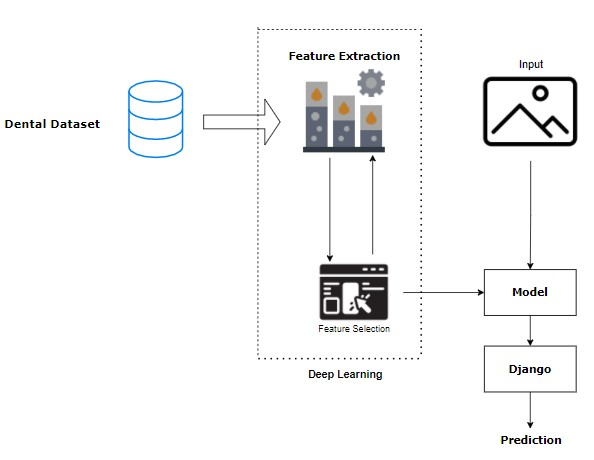 Feature Extraction
Input
Dental Dataset
Feature Selection
Model
Deep Learning
Django
Prediction